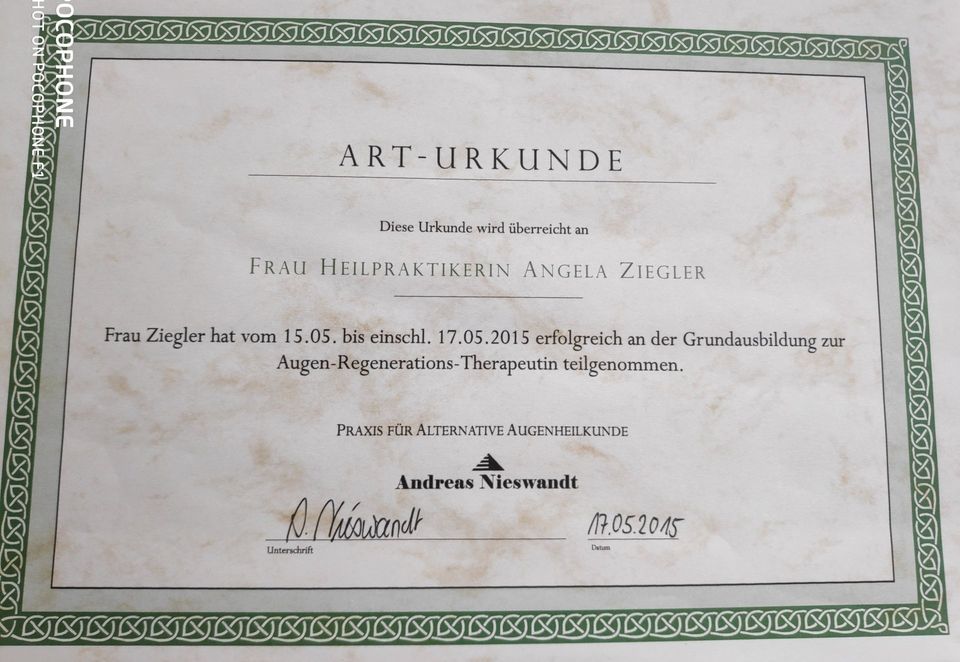 SHOT ON POCOPHONE F1
POCOPHONE
ART-URKUNDE
Diese Urkunde wird überreicht an
FRAU HEILPRAKTIKERIN ANGELA ZIEGLER
Frau Ziegler hat vom 15.05. bis einschl. 17.05.2015 erfolgreich an der Grundausbildung zur
Augen-Regenerations-Therapeutin teilgenommen.
PRAXIS FÜR ALTERNATIVE AUGENHEILKUNDE
Andreas Nieswandt
A. Nieswandt
17.05.2015
Unterschrift
Datum